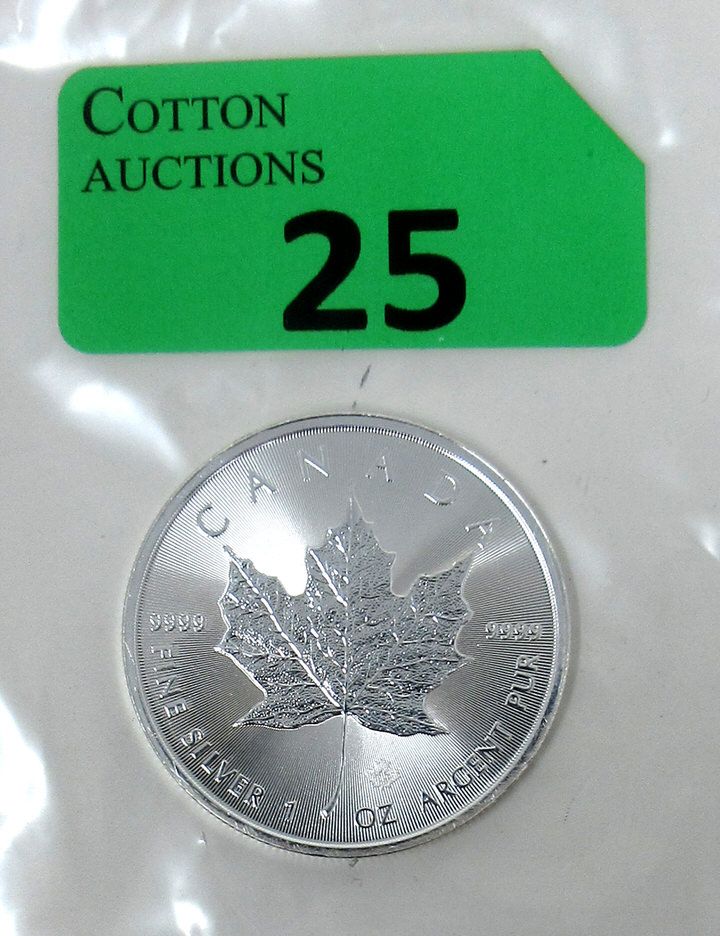 COTTON
AUCTIONS
25
CANADA
9999 9999
FINE SILVER 1 OZ ARGENT PUR